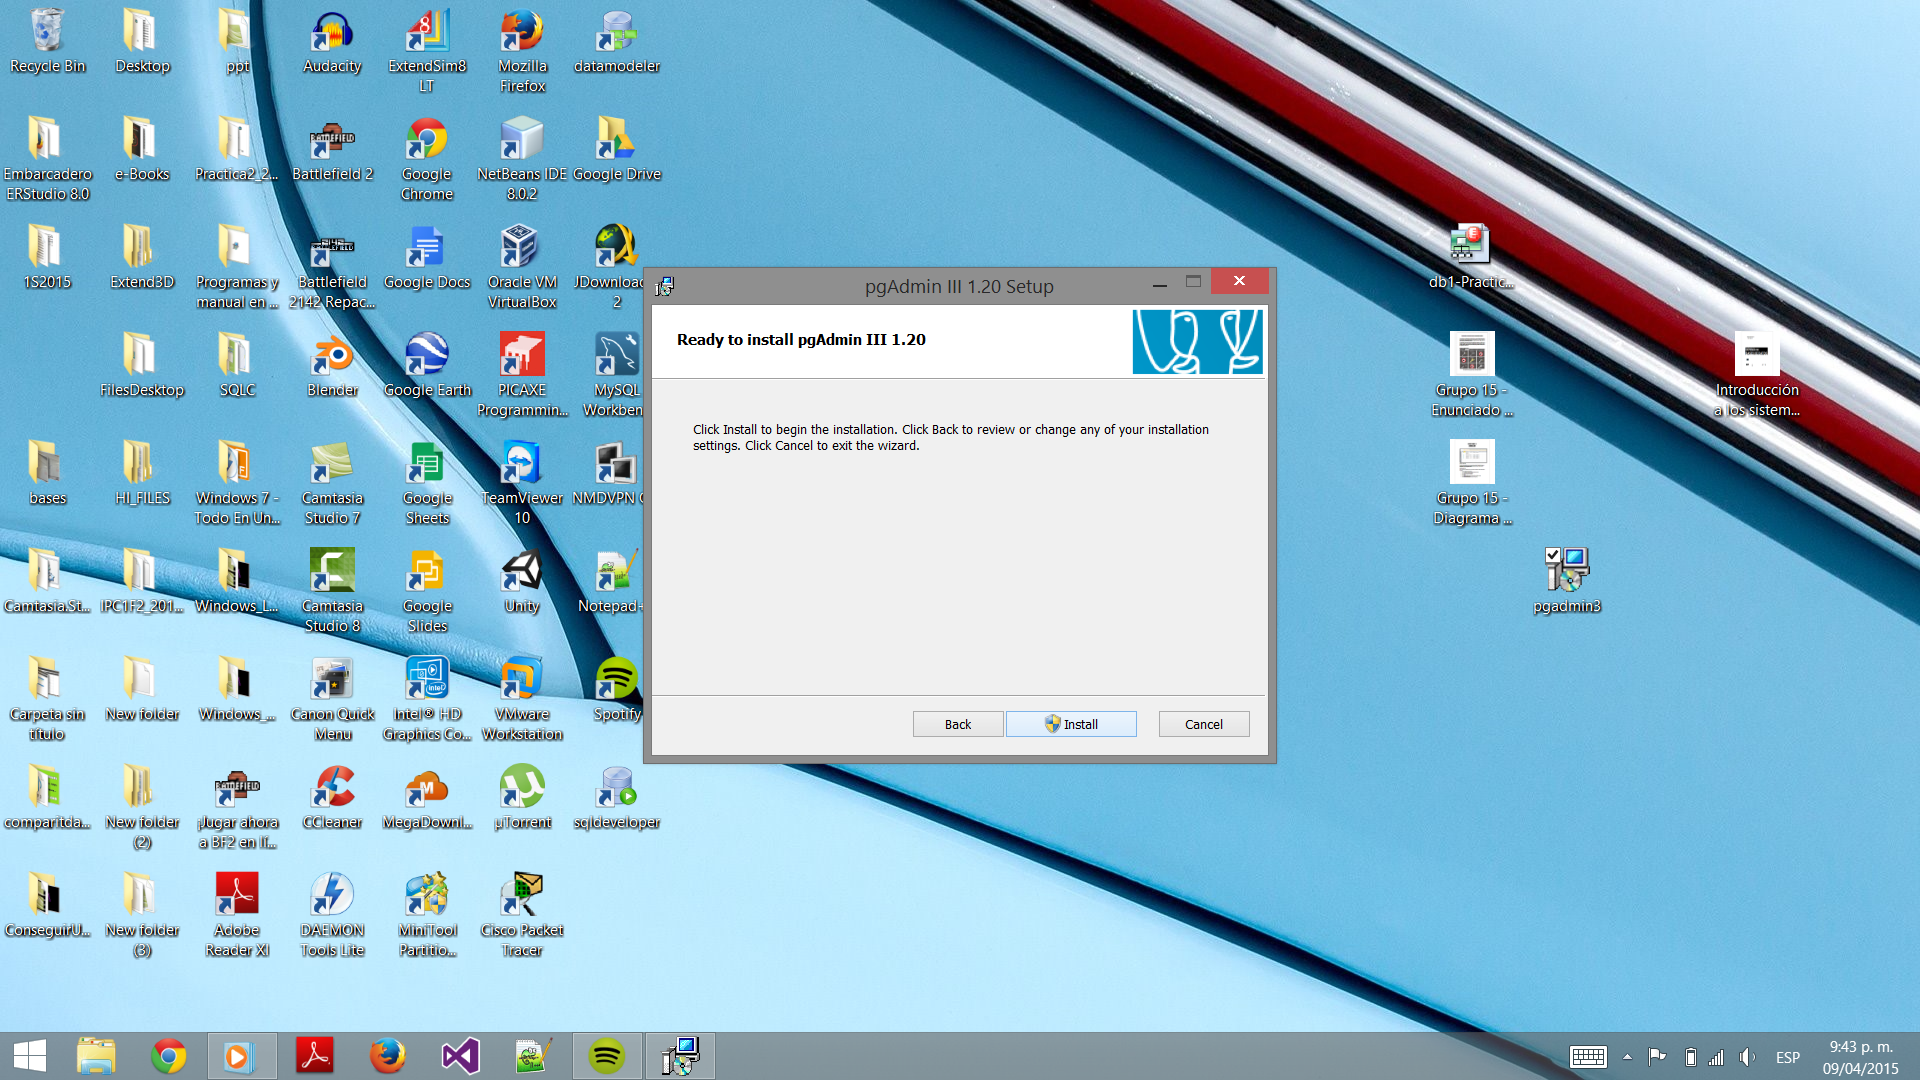 Recycle Bin
Desktop
ppt
Audacity
ExtendSim8
LT
Mozilla
Firefox
datamodeler
Embarcadero
ERStudio 8.0
e-Books
Practica2_2...
Battlefield 2
Google
Chrome
NetBeans IDE
8.0.2
Google Drive
1S2015
Extend3D
Programas y
manual en ...
Battlefield
2142 Repac...
Google Docs
Oracle VM
VirtualBox
JDownloac
2
FilesDesktop
SQLC
Blender
Google Earth
PICAXE
Programmin...
MySQL
Workben
bases
HI_FILES
Windows 7 -
Todo En Un...
Camtasia
Studio 7
Google
Sheets
TeamViewer
10
NMDVPN
Camtasia.St...
IPC1F2_201...
Windows_L...
Camtasia
Studio 8
Google
Slides
Unity
Notepad+
Carpeta sin
título
New folder
Windows_...
Canon Quick
Menu
Intel® HD
Graphics Co...
VMware
Workstation
Spotify
comparitda...
New folder
(2)
¡Jugar ahora
a BF2 en lí...
CCleaner
MegaDownl...
µTorrent
sqldeveloper
ConseguirU...
New folder
(3)
Adobe
Reader XI
DAEMON
Tools Lite
MiniTool
Partitio...
Cisco Packet
Tracer
pgAdmin III 1.20 Setup
Ready to install pgAdmin III 1.20
Click Install to begin the installation. Click Back to review or change any of your installation
settings. Click Cancel to exit the wizard.
Back
Install
Cancel
db1-Practic...
Grupo 15 -
Enunciado ...
Introducción
a los sistem...
Grupo 15 -
Diagrama ...
pgadmin3
ESP
9:43 p. m.
09/04/2015